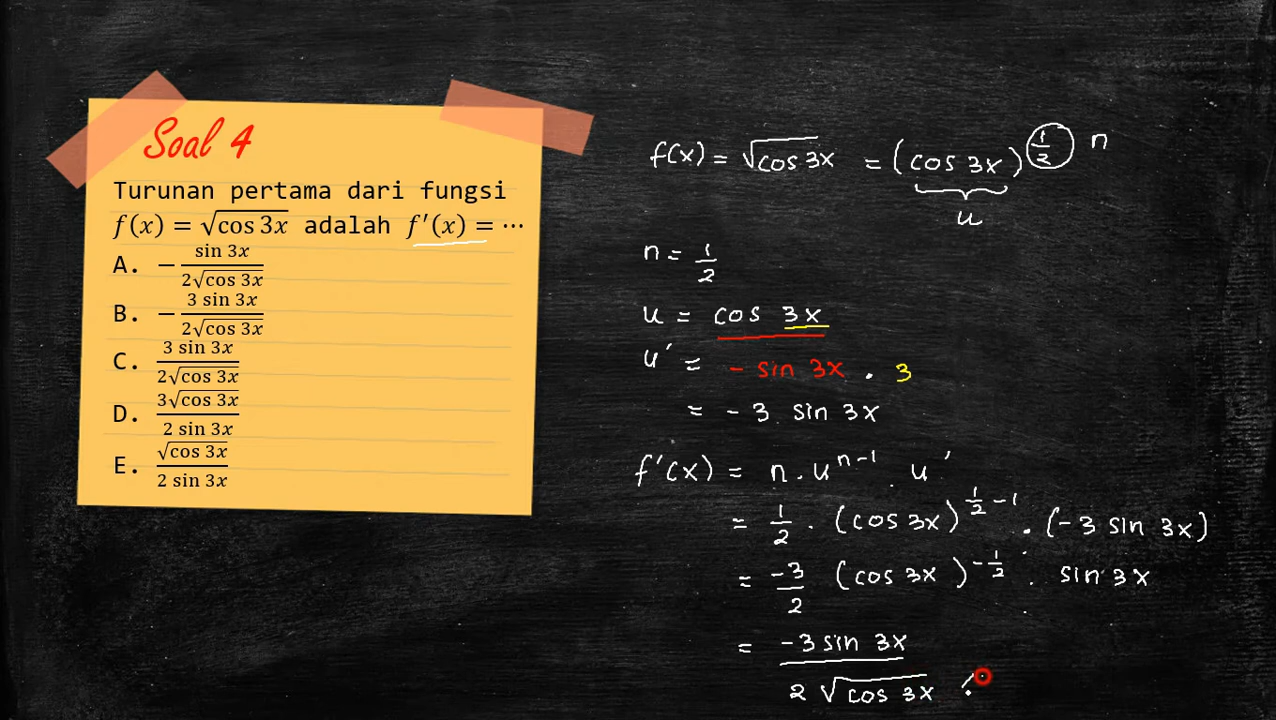 Soal 4
Turunan pertama dari fungsi
f(x) = √cos 3x adalah f'(x) = ⋯
A. − sin 3x / 2√cos 3x
B. − 3 sin 3x / 2√cos 3x
C. 3 sin 3x / 2√cos 3x
D. 3√cos 3x / 2 sin 3x
E. √cos 3x / 2 sin 3x
f(x) = √cos 3x = (cos 3x)^(1/2) n
u
n = 1/2
u = cos 3x
u' = - sin 3x . 3
= - 3 sin 3x
f'(x) = n . u^(n-1) . u'
= 1/2 . (cos 3x)^(1/2 - 1) . (-3 sin 3x)
= -3/2 (cos 3x)^(-1/2) . sin 3x
= -3 sin 3x / 2 √cos 3x